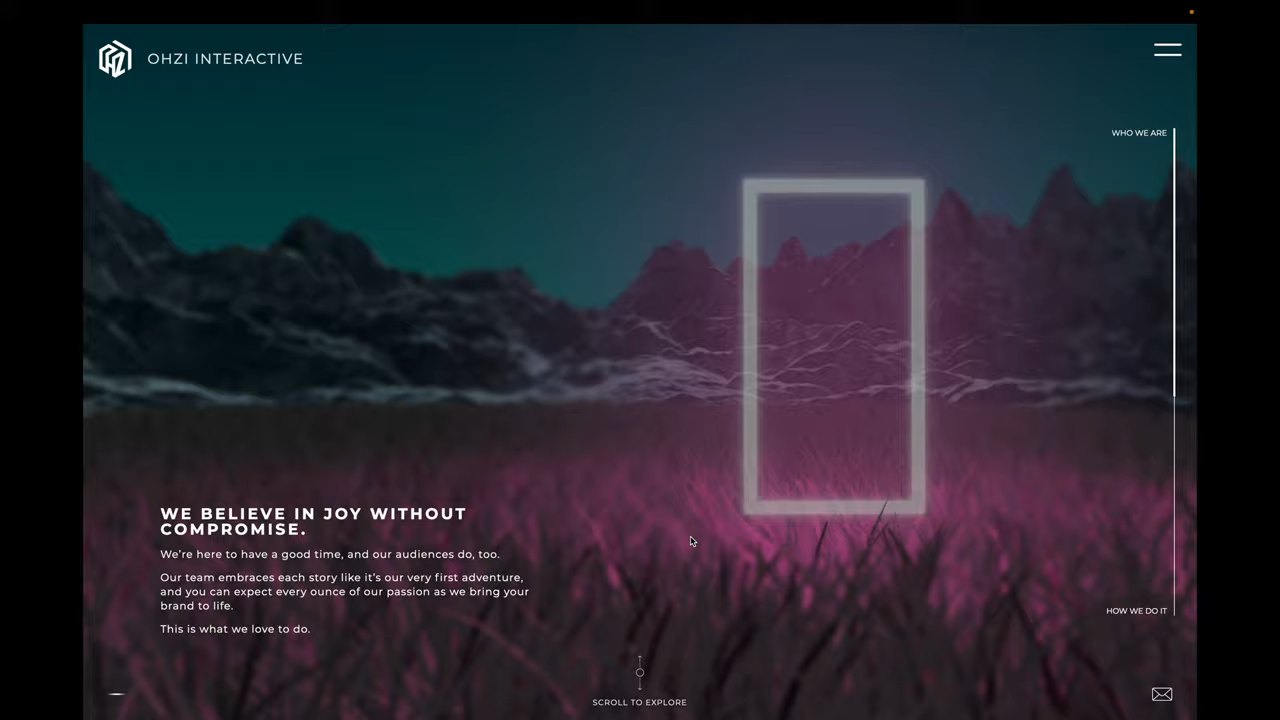 OHZI INTERACTIVE
WHO WE ARE
WE BELIEVE IN JOY WITHOUT
COMPROMISE.
We're here to have a good time, and our audiences do, too.
Our team embraces each story like it's our very first adventure,
and you can expect every ounce of our passion as we bring your
brand to life.
This is what we love to do.
HOW WE DO IT
SCROLL TO EXPLORE